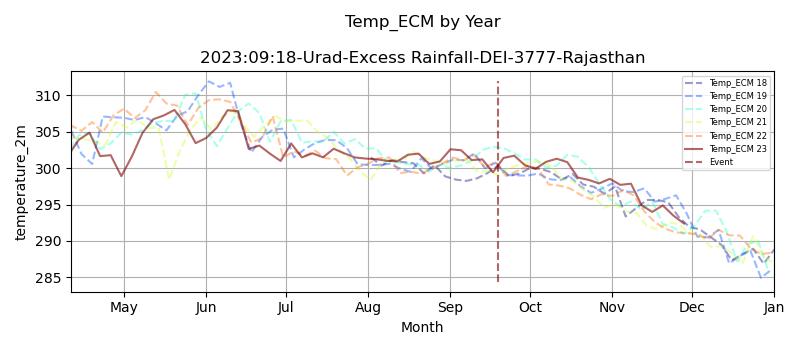 Temp_ECM by Year
2023:09:18-Urad-Excess Rainfall-DEI-3777-Rajasthan
temperature_2m
310
305
300
295
290
285
Temp_ECM 18
Temp_ECM 19
Temp_ECM 20
Temp_ECM 21
Temp_ECM 22
Temp_ECM 23
Event
May Jun Jul Aug Sep Oct Nov Dec Jan
Month